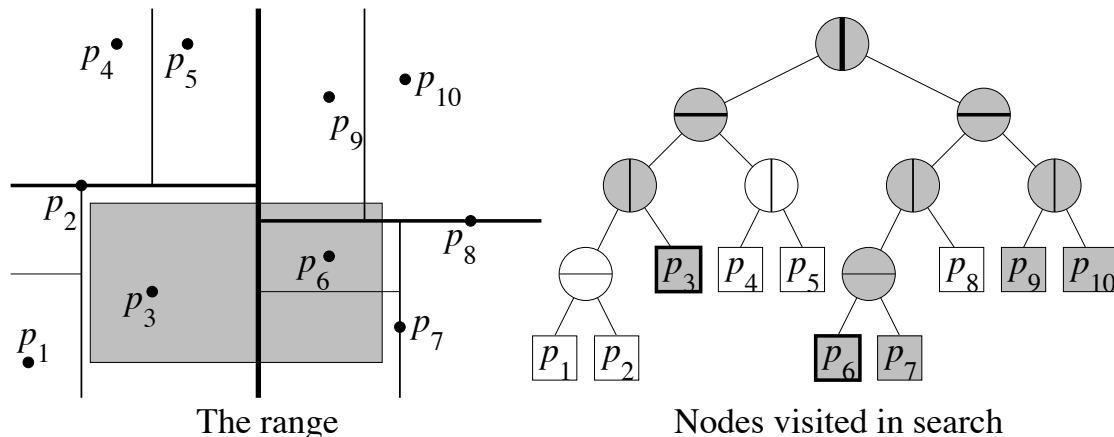 p4 p5
p10
p9
p2
p8
p6
p3
p7
p1
The range
p3 p4 p5 p8 p9 p10
p1 p2 p6 p7
Nodes visited in search